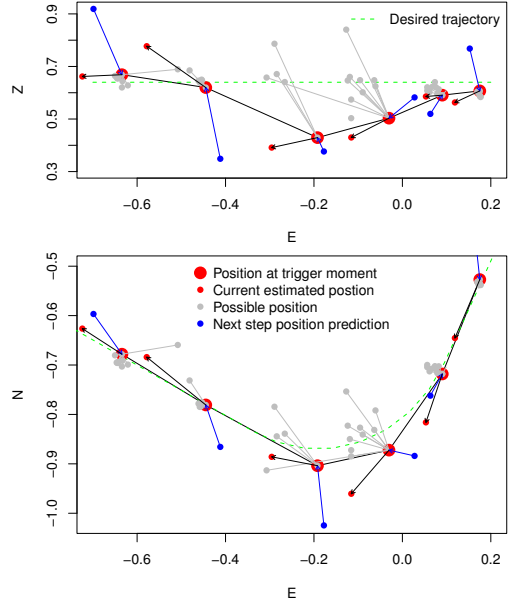 Desired trajectory
0.9
0.7
0.5
0.3
Z
−0.6 −0.4 −0.2 0.0 0.2
E
Position at trigger moment
Current estimated postion
Possible position
Next step position prediction
−0.5
−0.6
−0.7
−0.8
−0.9
−1.0
N
−0.6 −0.4 −0.2 0.0 0.2
E